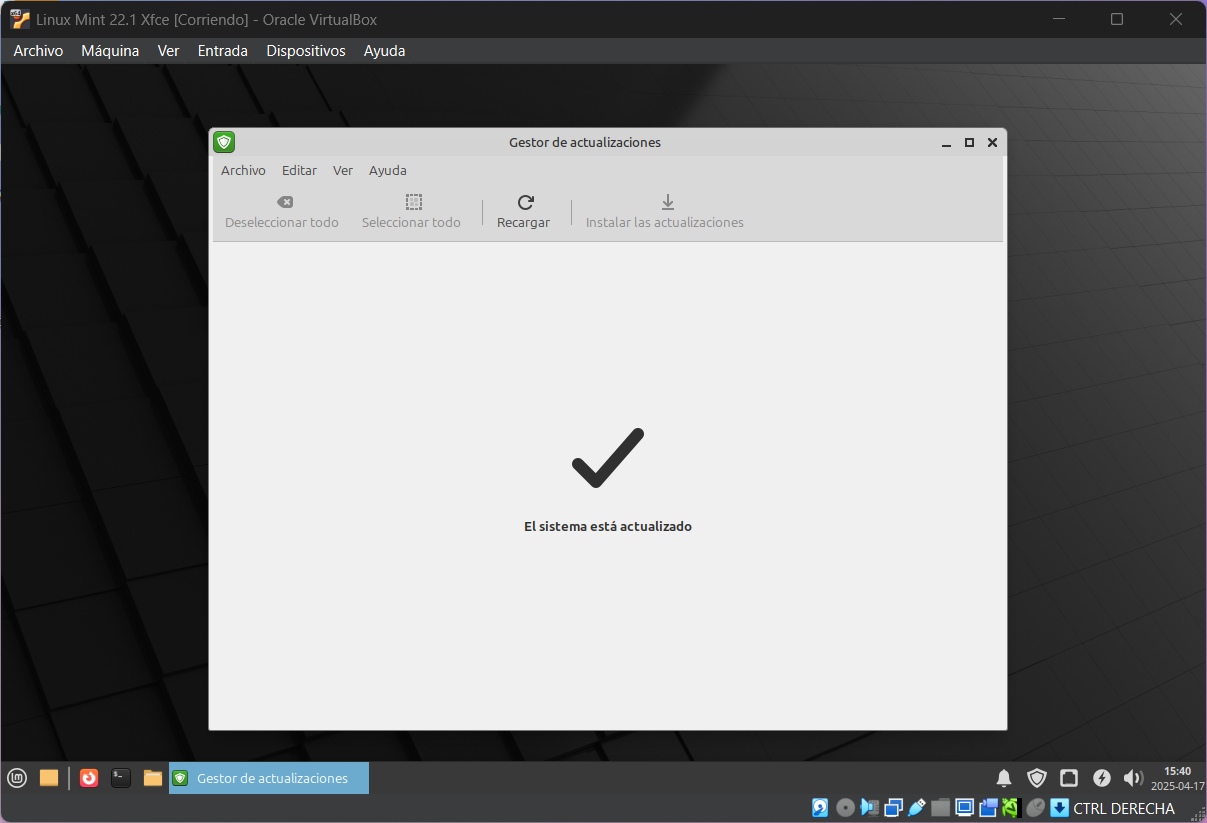 Linux Mint 22.1 Xfce [Corriendo] - Oracle VirtualBox
Archivo Máquina Ver Entrada Dispositivos Ayuda
Gestor de actualizaciones
Archivo Editar Ver Ayuda
Deseleccionar todo Seleccionar todo Recargar Instalar las actualizaciones
El sistema está actualizado
Gestor de actualizaciones
15:40
2025-04-17
CTRL DERECHA